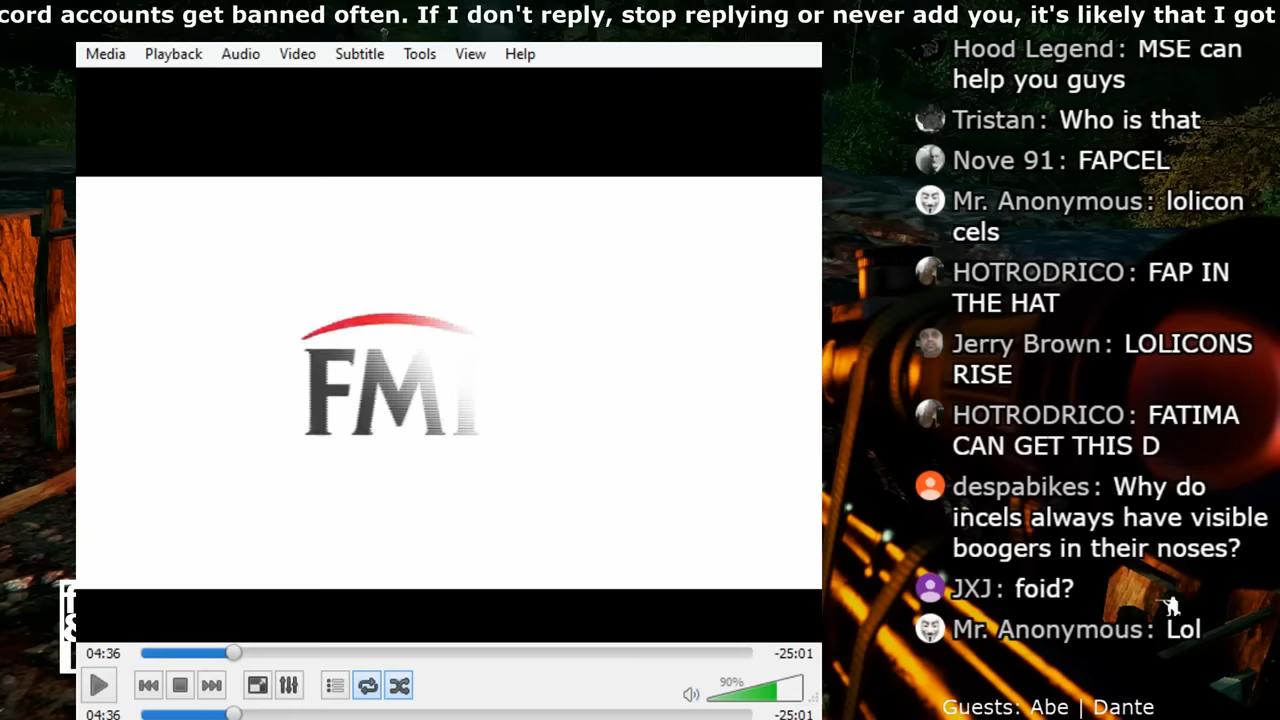 cord accounts get banned often. If I don't reply, stop replying or never add you, it's likely that I got
Media Playback Audio Video Subtitle Tools View Help
FMI
04:36 -25:01
90%
04:36 -25:01
Hood Legend: MSE can
help you guys
Tristan: Who is that
Nove 91: FAPCEL
Mr. Anonymous: lolicon
cels
HOTRODRICO: FAP IN
THE HAT
Jerry Brown: LOLICONS
RISE
HOTRODRICO: FATIMA
CAN GET THIS D
despabikes: Why do
incels always have visible
boogers in their noses?
JXJ: foid?
Mr. Anonymous: Lol
Guests: Abe | Dante